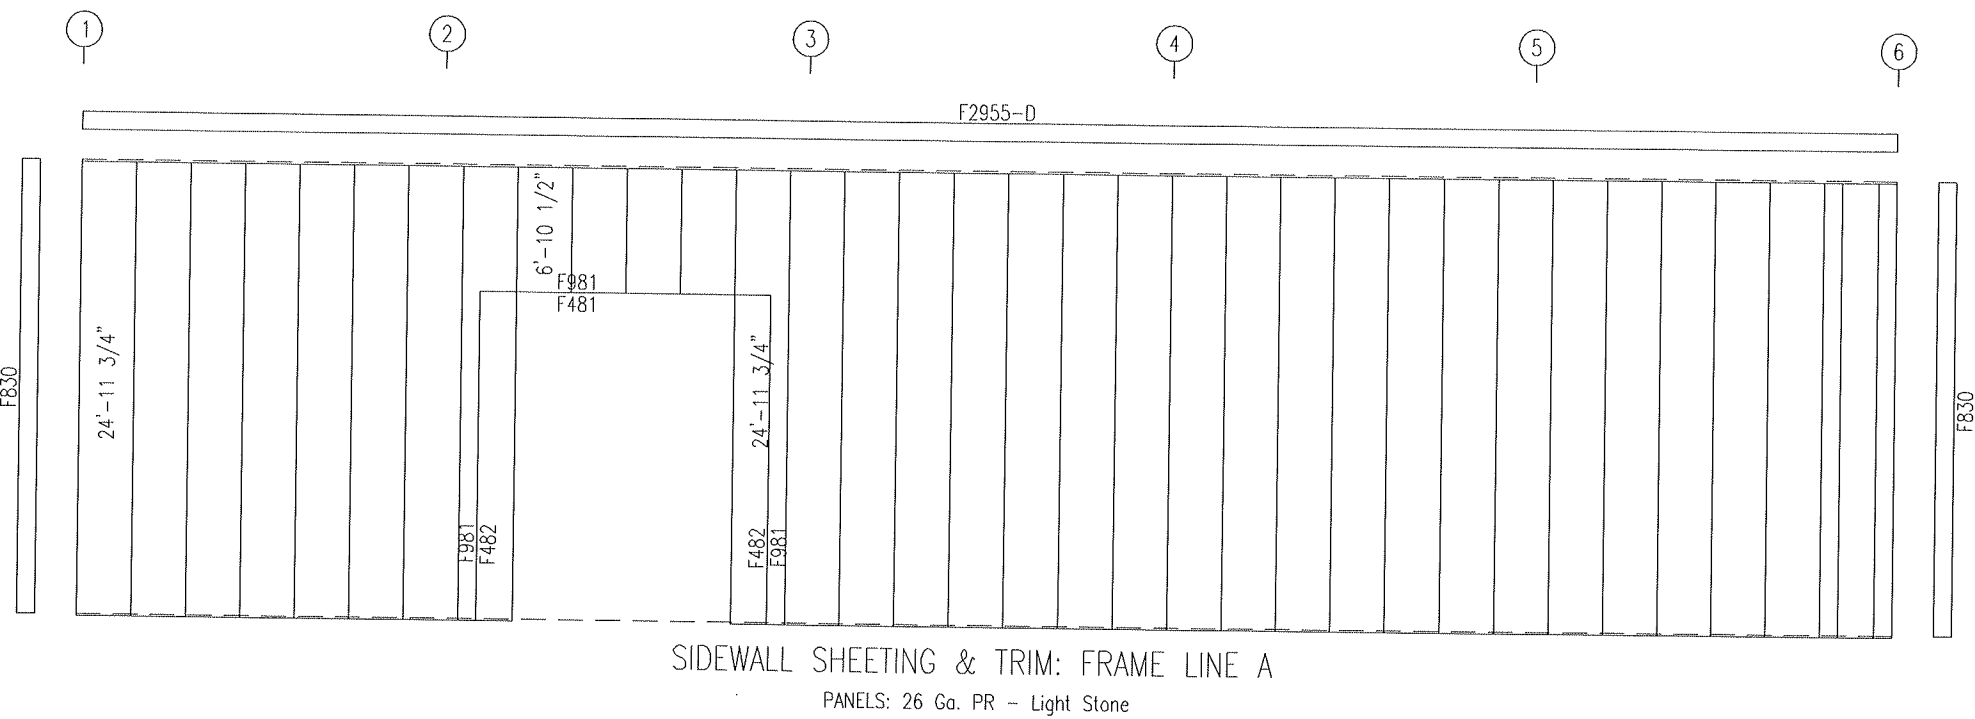 1
2
3
4
5
6
F2955-D
6'-10 1/2"
F981
F481
24'-11 3/4"
24'-11 3/4"
F830
F830
F981
F482
F482
F981
SIDEWALL SHEETING & TRIM: FRAME LINE A
PANELS: 26 Ga. PR - Light Stone